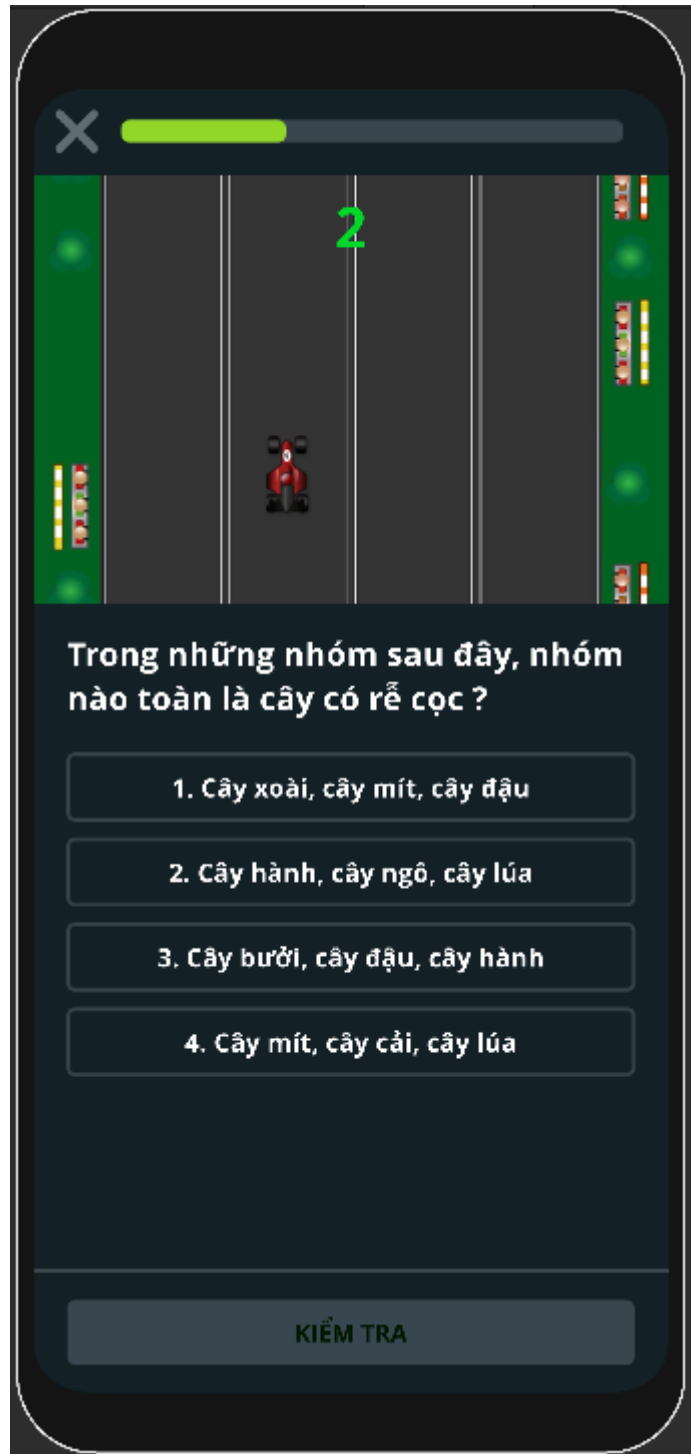 2
Trong những nhóm sau đây, nhóm
nào toàn là cây có rễ cọc ?
1. Cây xoài, cây mít, cây đậu
2. Cây hành, cây ngô, cây lúa
3. Cây bưởi, cây đậu, cây hành
4. Cây mít, cây cải, cây lúa
KIỂM TRA